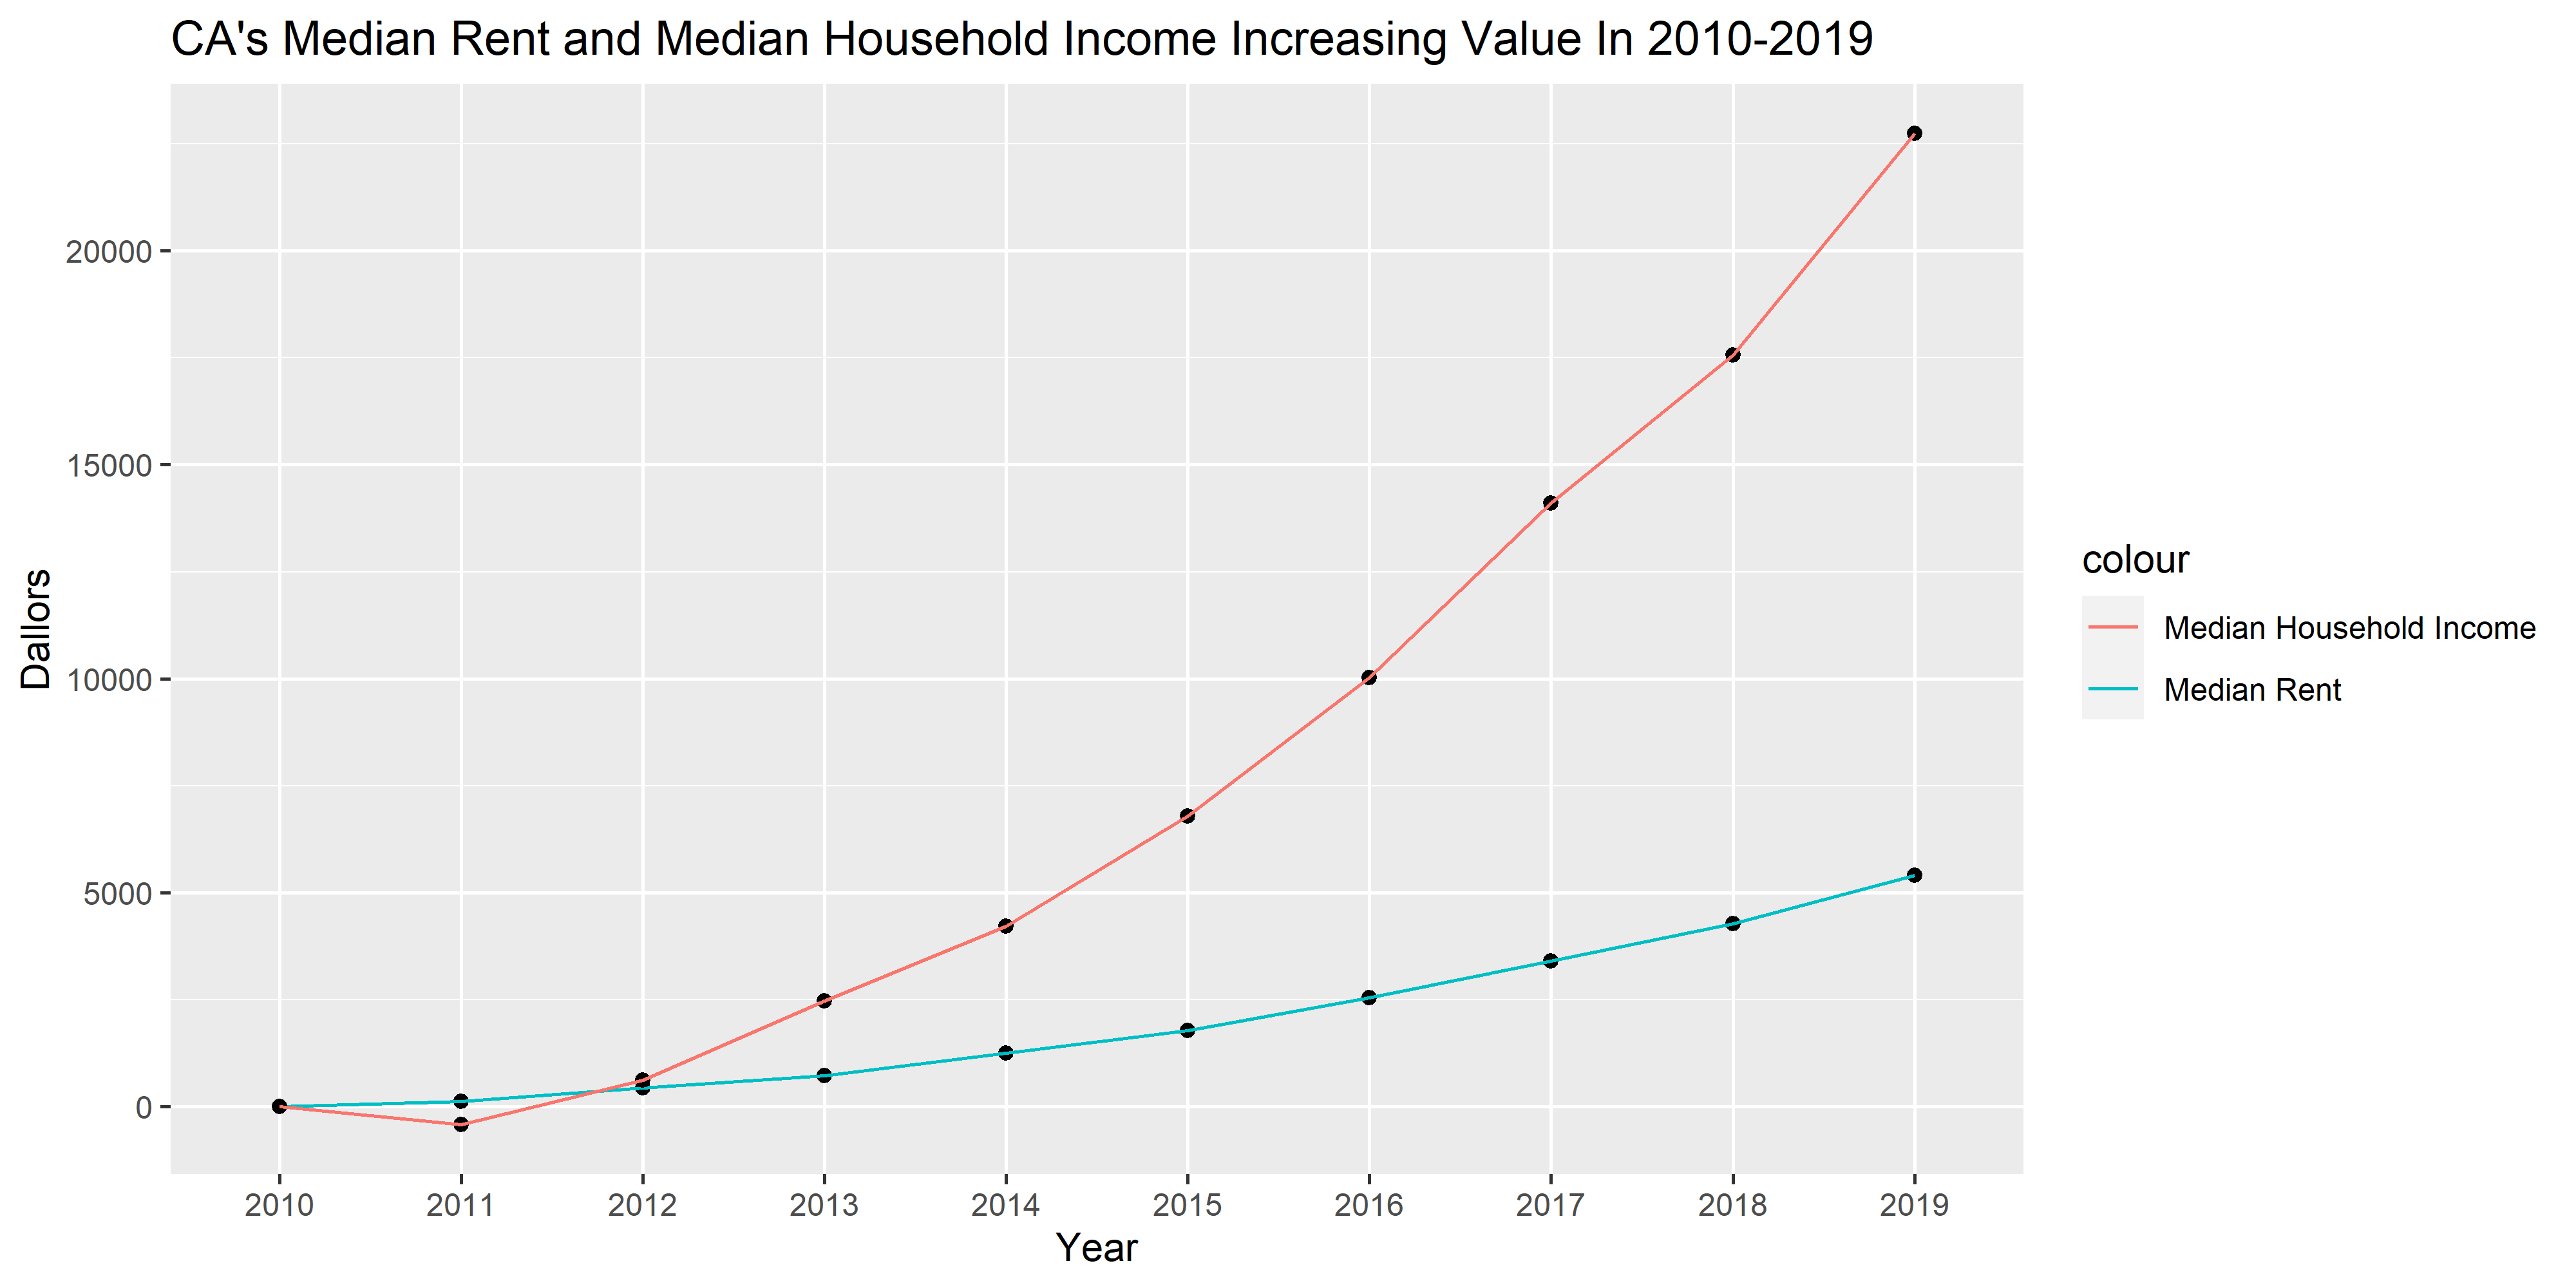 CA's Median Rent and Median Household Income Increasing Value In 2010-2019
20000
15000
10000
5000
0
Dallors
2010 2011 2012 2013 2014 2015 2016 2017 2018 2019
Year
colour
Median Household Income
Median Rent